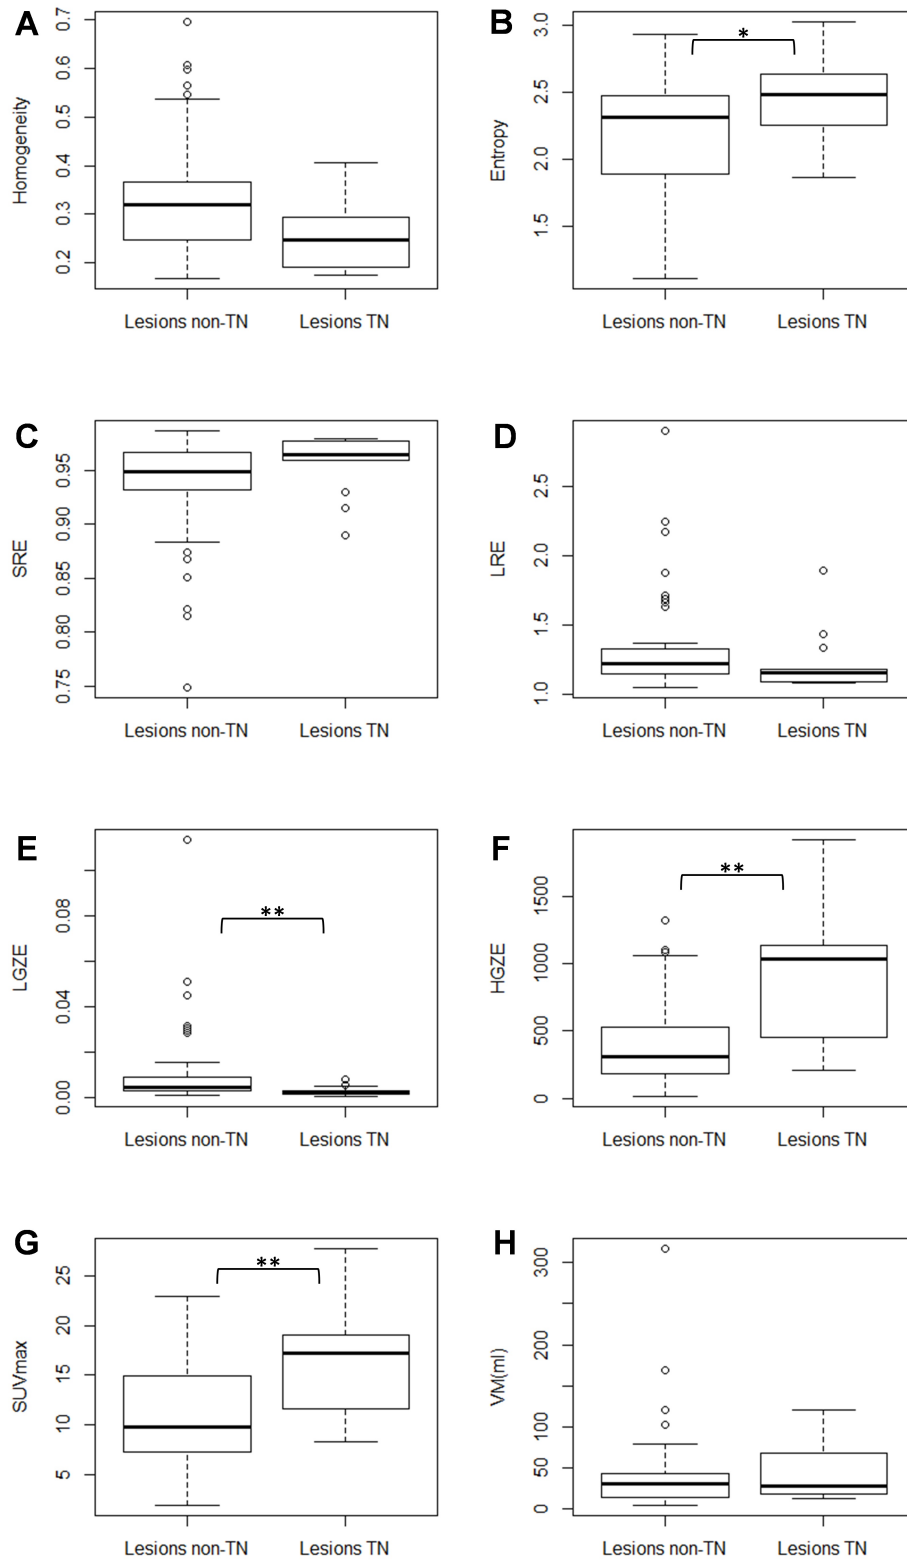 A
Homogeneity
0.7
0.6
0.5
0.4
0.3
0.2
Lesions non-TN
Lesions TN
B
Entropy
3.0
2.5
2.0
1.5
*
Lesions non-TN
Lesions TN
C
SRE
0.95
0.90
0.85
0.80
0.75
Lesions non-TN
Lesions TN
D
LRE
2.5
2.0
1.5
1.0
Lesions non-TN
Lesions TN
E
LGZE
0.08
0.04
0.00
**
Lesions non-TN
Lesions TN
F
HGZE
1500
1000
500
0
**
Lesions non-TN
Lesions TN
G
SUVmax
25
20
15
10
5
**
Lesions non-TN
Lesions TN
H
VM(ml)
300
200
100
50
0
Lesions non-TN
Lesions TN